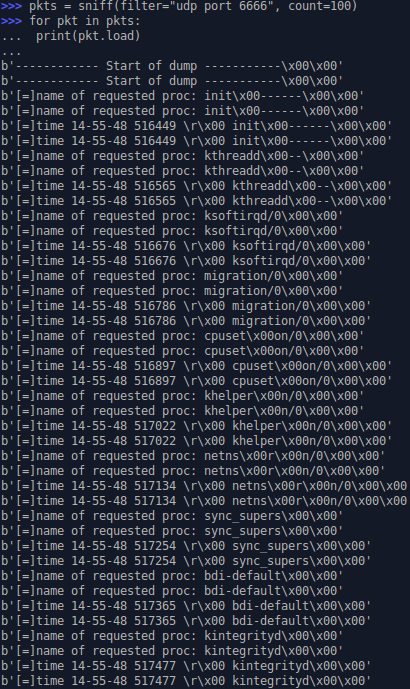 >>> pkts = sniff(filter="udp port 6666", count=100)
>>> for pkt in pkts:
...  print(pkt.load)
...
b'------------ Start of dump -----------\x00\x00'
b'------------ Start of dump -----------\x00\x00'
b'[=]name of requested proc: init\x00------\x00\x00'
b'[=]name of requested proc: init\x00------\x00\x00'
b'[=]time 14-55-48 516449 \r\x00 init\x00------\x00\x00'
b'[=]time 14-55-48 516449 \r\x00 init\x00------\x00\x00'
b'[=]name of requested proc: kthreadd\x00--\x00\x00'
b'[=]name of requested proc: kthreadd\x00--\x00\x00'
b'[=]time 14-55-48 516565 \r\x00 kthreadd\x00--\x00\x00'
b'[=]time 14-55-48 516565 \r\x00 kthreadd\x00--\x00\x00'
b'[=]name of requested proc: ksoftirqd/0\x00\x00'
b'[=]name of requested proc: ksoftirqd/0\x00\x00'
b'[=]time 14-55-48 516676 \r\x00 ksoftirqd/0\x00\x00'
b'[=]time 14-55-48 516676 \r\x00 ksoftirqd/0\x00\x00'
b'[=]name of requested proc: migration/0\x00\x00'
b'[=]name of requested proc: migration/0\x00\x00'
b'[=]time 14-55-48 516786 \r\x00 migration/0\x00\x00'
b'[=]time 14-55-48 516786 \r\x00 migration/0\x00\x00'
b'[=]name of requested proc: cpuset\x00on/0\x00\x00'
b'[=]name of requested proc: cpuset\x00on/0\x00\x00'
b'[=]time 14-55-48 516897 \r\x00 cpuset\x00on/0\x00\x00'
b'[=]time 14-55-48 516897 \r\x00 cpuset\x00on/0\x00\x00'
b'[=]name of requested proc: khelper\x00n/0\x00\x00'
b'[=]name of requested proc: khelper\x00n/0\x00\x00'
b'[=]time 14-55-48 517022 \r\x00 khelper\x00n/0\x00\x00'
b'[=]time 14-55-48 517022 \r\x00 khelper\x00n/0\x00\x00'
b'[=]name of requested proc: netns\x00r\x00n/0\x00\x00'
b'[=]name of requested proc: netns\x00r\x00n/0\x00\x00'
b'[=]time 14-55-48 517134 \r\x00 netns\x00r\x00n/0\x00\x00
b'[=]time 14-55-48 517134 \r\x00 netns\x00r\x00n/0\x00\x00
b'[=]name of requested proc: sync_supers\x00\x00'
b'[=]name of requested proc: sync_supers\x00\x00'
b'[=]time 14-55-48 517254 \r\x00 sync_supers\x00\x00'
b'[=]time 14-55-48 517254 \r\x00 sync_supers\x00\x00'
b'[=]name of requested proc: bdi-default\x00\x00'
b'[=]name of requested proc: bdi-default\x00\x00'
b'[=]time 14-55-48 517365 \r\x00 bdi-default\x00\x00'
b'[=]time 14-55-48 517365 \r\x00 bdi-default\x00\x00'
b'[=]name of requested proc: kintegrityd\x00\x00'
b'[=]name of requested proc: kintegrityd\x00\x00'
b'[=]time 14-55-48 517477 \r\x00 kintegrityd\x00\x00'
b'[=]time 14-55-48 517477 \r\x00 kintegrityd\x00\x00'